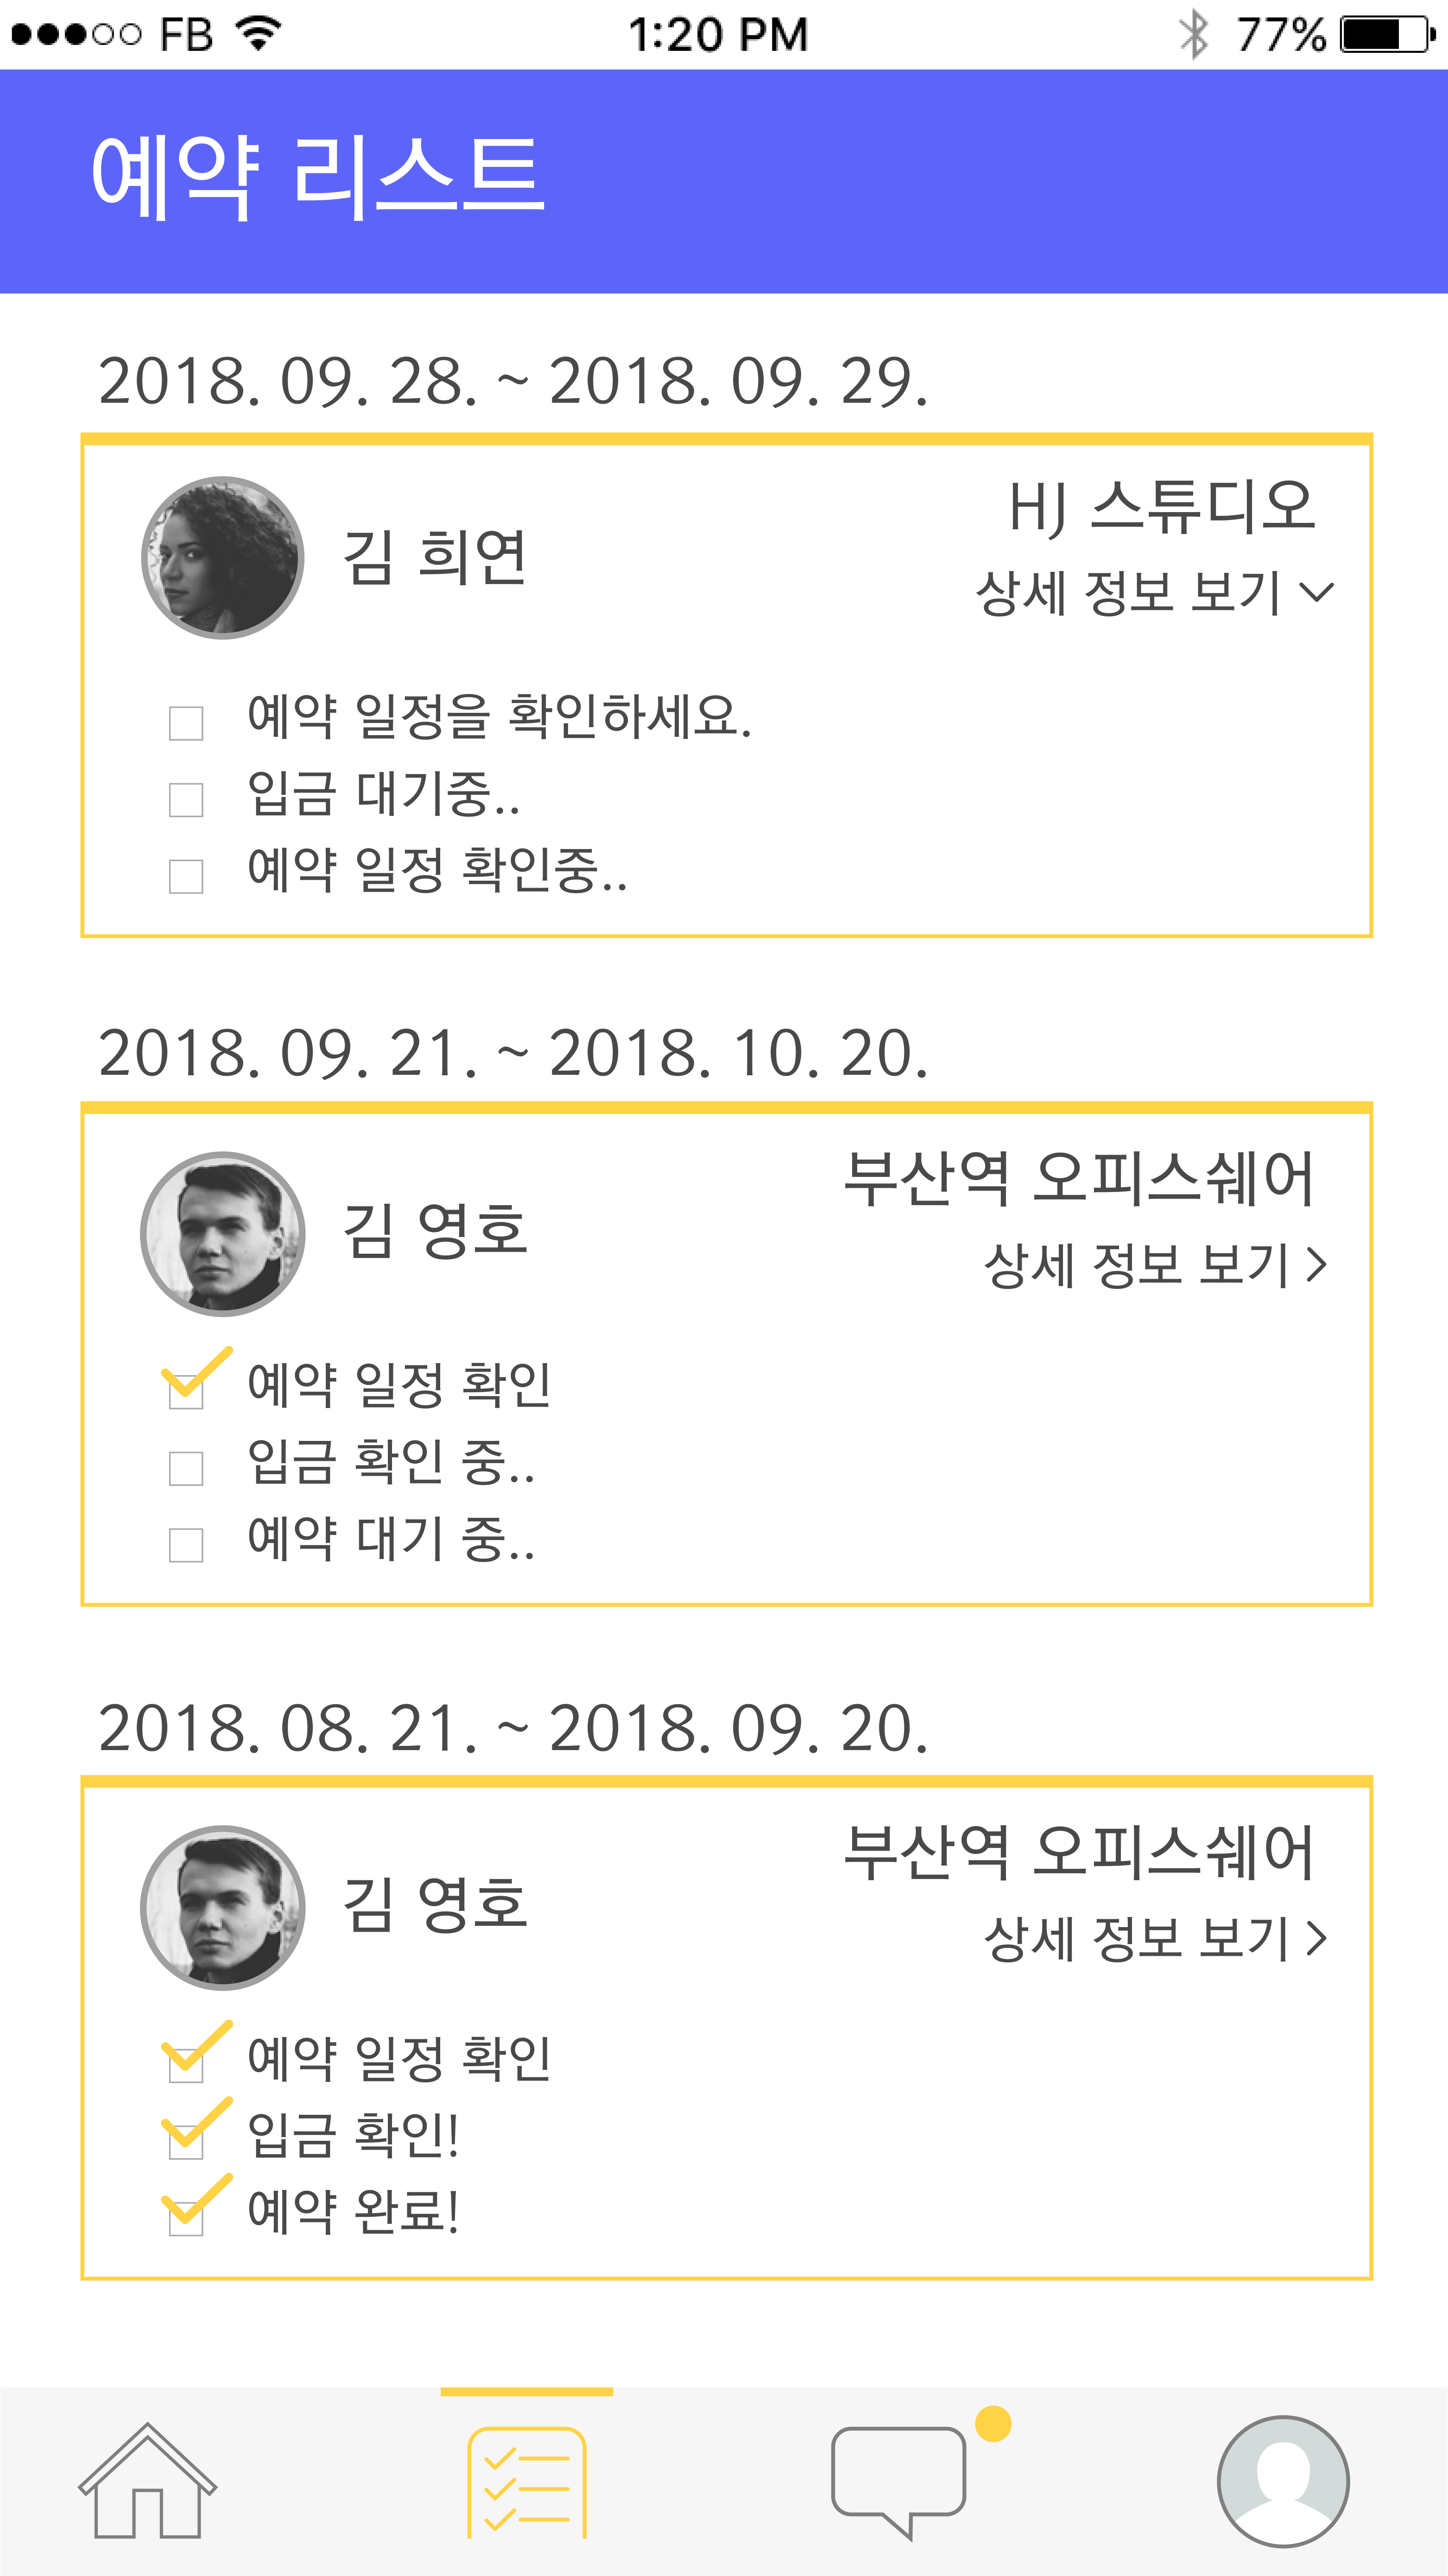 FB 1:20 PM 77%
예약 리스트
2018. 09. 28. ~ 2018. 09. 29.
김 희연
HJ 스튜디오
상세 정보 보기
예약 일정을 확인하세요.
입금 대기중..
예약 일정 확인중..
2018. 09. 21. ~ 2018. 10. 20.
김 영호
부산역 오피스쉐어
상세 정보 보기
예약 일정 확인
입금 확인 중..
예약 대기 중..
2018. 08. 21. ~ 2018. 09. 20.
김 영호
부산역 오피스쉐어
상세 정보 보기
예약 일정 확인
입금 확인!
예약 완료!